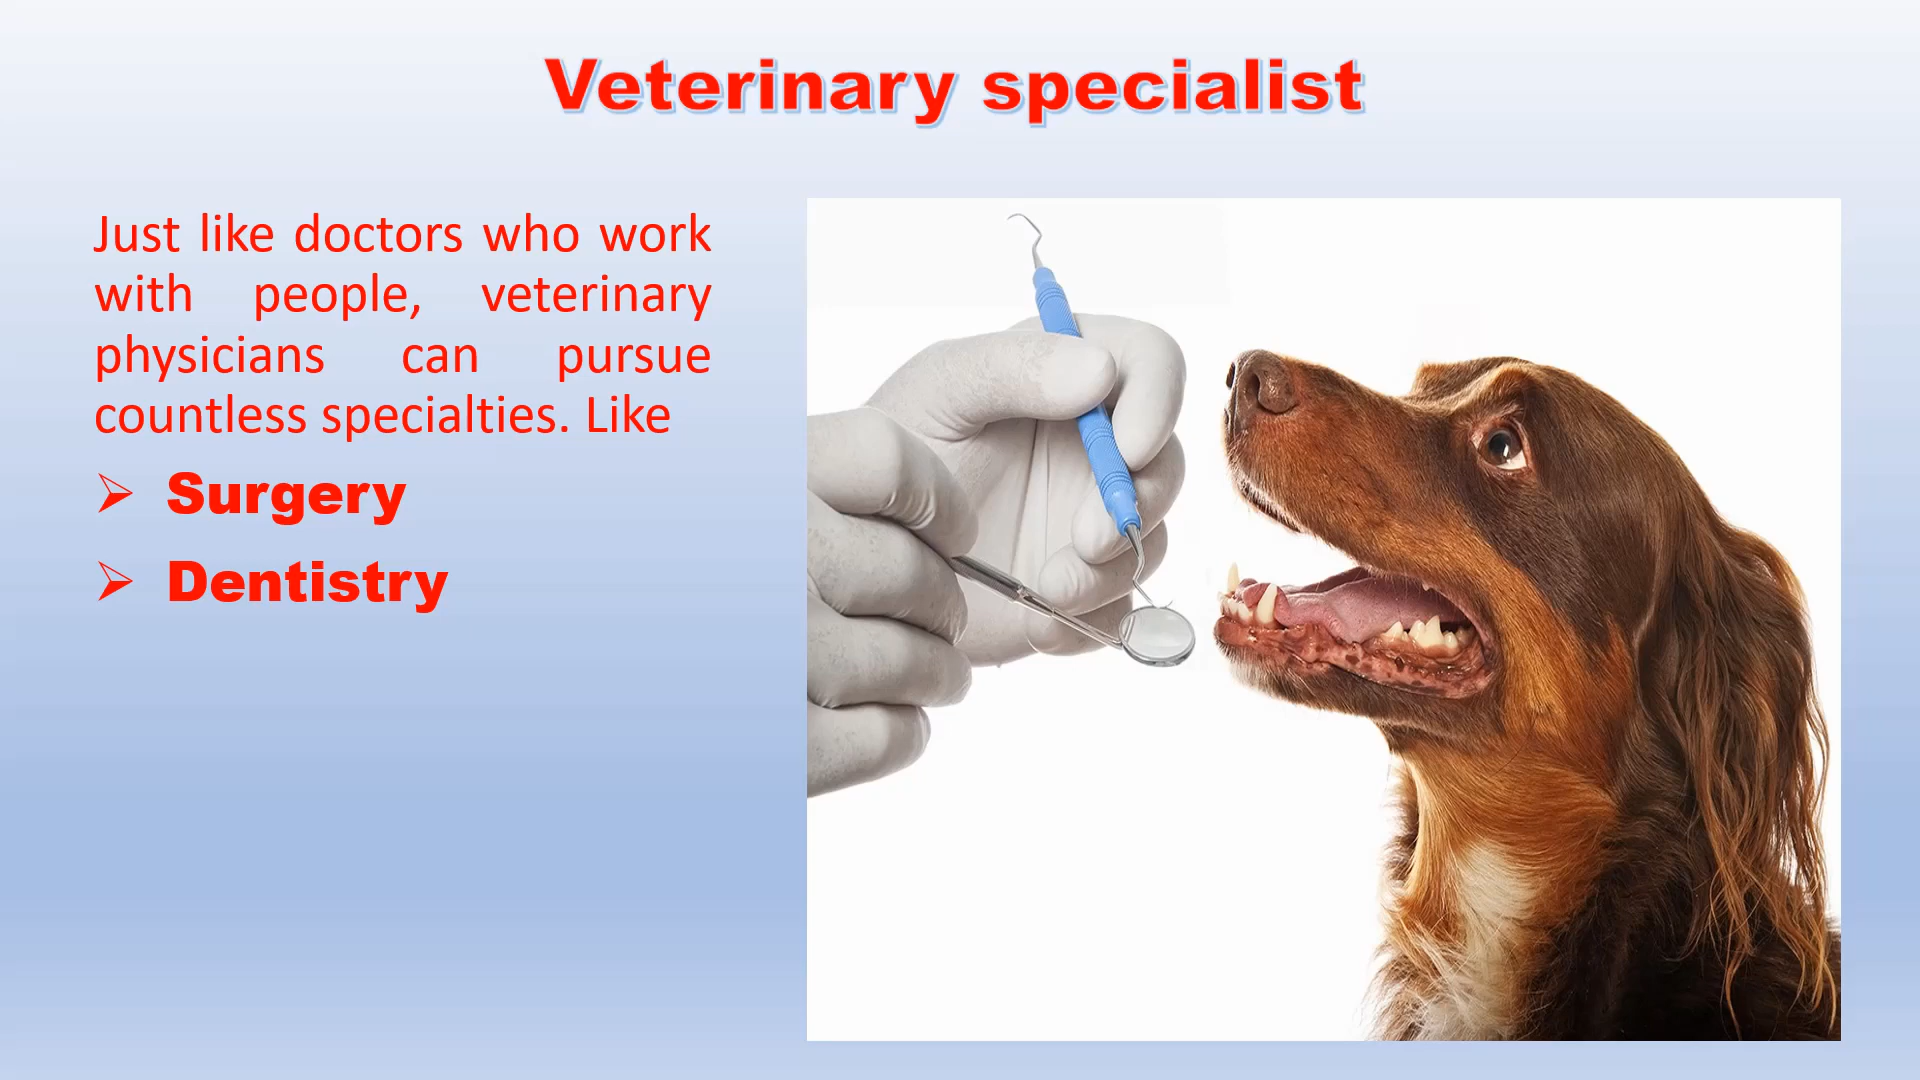 Veterinary specialist
Just like doctors who work
with people, veterinary
physicians can pursue
countless specialties. Like
➢ Surgery
➢ Dentistry